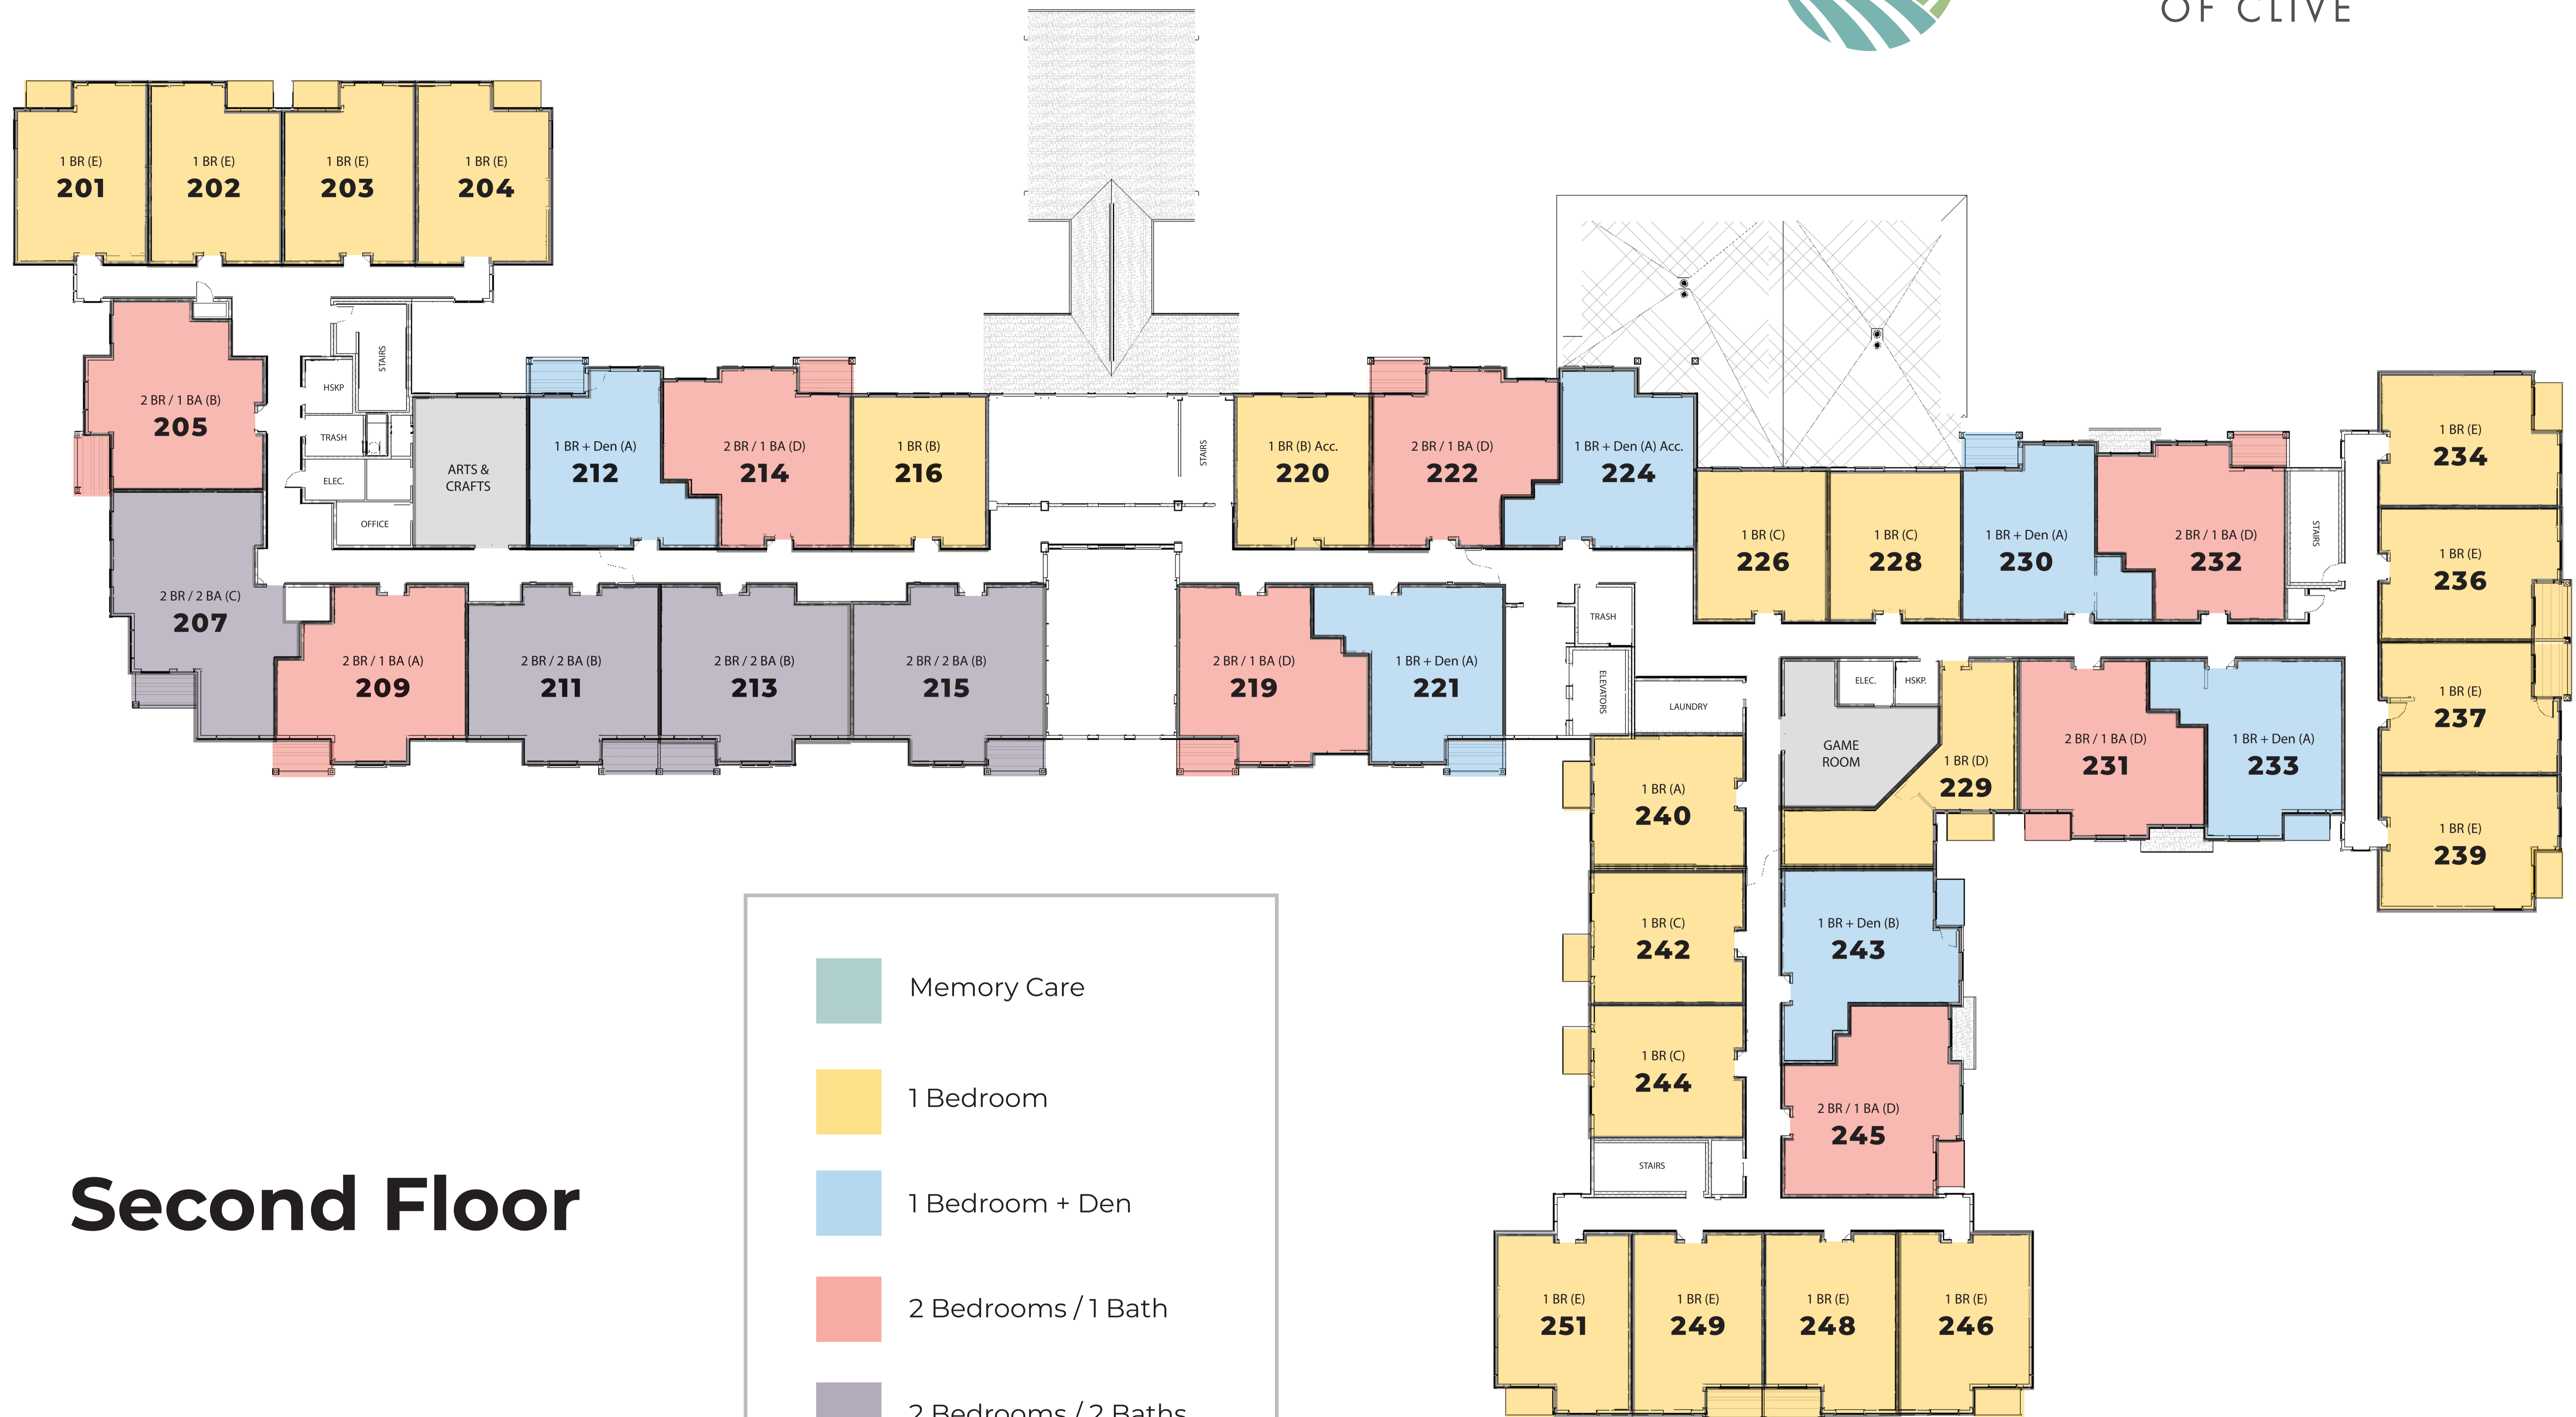 OF CLIVE
1 BR (E)
201
1 BR (E)
202
1 BR (E)
203
1 BR (E)
204
2 BR / 1 BA (B)
205
STAIRS
HSKP
TRASH
ELEC.
OFFICE
ARTS &
CRAFTS
1 BR + Den (A)
212
2 BR / 1 BA (D)
214
1 BR (B)
216
STAIRS
1 BR (B) Acc.
220
2 BR / 1 BA (D)
222
1 BR + Den (A) Acc.
224
1 BR (C)
226
1 BR (C)
228
1 BR + Den (A)
230
2 BR / 1 BA (D)
232
STAIRS
1 BR (E)
234
1 BR (E)
236
1 BR (E)
237
1 BR (E)
239
2 BR / 2 BA (C)
207
2 BR / 1 BA (A)
209
2 BR / 2 BA (B)
211
2 BR / 2 BA (B)
213
2 BR / 2 BA (B)
215
2 BR / 1 BA (D)
219
1 BR + Den (A)
221
TRASH
ELEVATORS
LAUNDRY
ELEC.
HSKP.
GAME
ROOM
1 BR (D)
229
2 BR / 1 BA (D)
231
1 BR + Den (A)
233
1 BR (A)
240
1 BR (C)
242
1 BR + Den (B)
243
1 BR (C)
244
2 BR / 1 BA (D)
245
STAIRS
1 BR (E)
251
1 BR (E)
249
1 BR (E)
248
1 BR (E)
246
Second Floor
Memory Care
1 Bedroom
1 Bedroom + Den
2 Bedrooms / 1 Bath
2 Bedrooms / 2 Baths